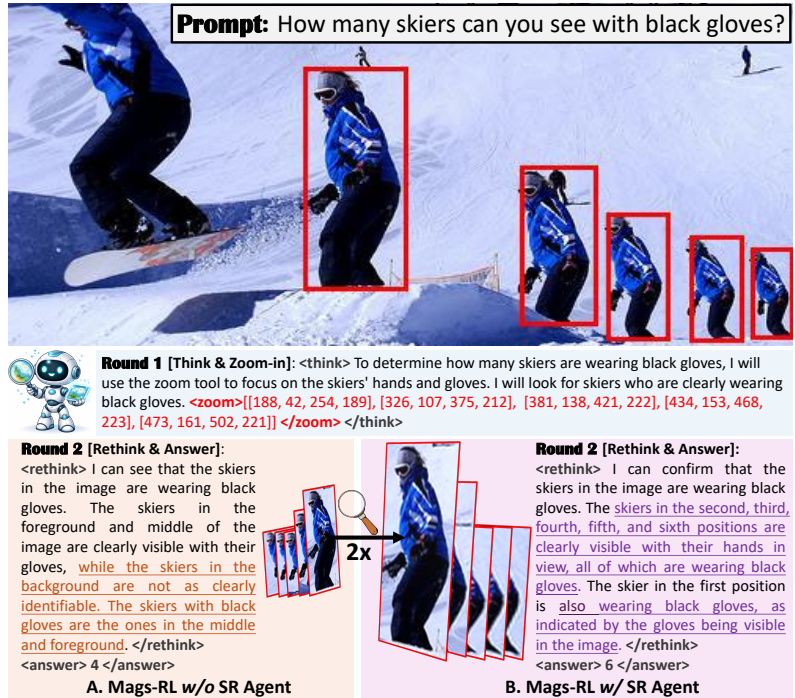 Prompt: How many skiers can you see with black gloves?
Round 1 [Think & Zoom-in]: <think> To determine how many skiers are wearing black gloves, I will
use the zoom tool to focus on the skiers' hands and gloves. I will look for skiers who are clearly wearing
black gloves. <zoom>[[188, 42, 254, 189], [326, 107, 375, 212], [381, 138, 421, 222], [434, 153, 468,
223], [473, 161, 502, 221]] </zoom> </think>
Round 2 [Rethink & Answer]:
<rethink> I can see that the skiers
in the image are wearing black
gloves. The skiers in the
foreground and middle of the
image are clearly visible with their
gloves, while the skiers in the
background are not as clearly
identifiable. The skiers with black
gloves are the ones in the middle
and foreground. </rethink>
<answer> 4 </answer>
A. Mags-RL w/o SR Agent
2x
Round 2 [Rethink & Answer]:
<rethink> I can confirm that the
skiers in the image are wearing black
gloves. The skiers in the second, third,
fourth, fifth, and sixth positions are
clearly visible with their hands in
view, all of which are wearing black
gloves. The skier in the first position
is also wearing black gloves, as
indicated by the gloves being visible
in the image. </rethink>
<answer> 6 </answer>
B. Mags-RL w/ SR Agent